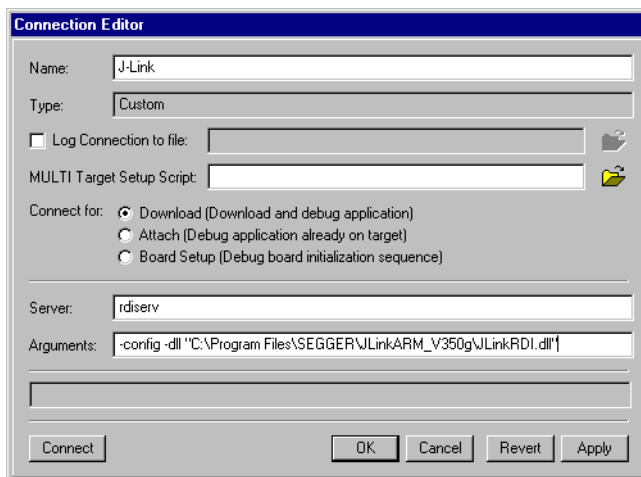 Connection Editor
Name: J-Link
Type: Custom
Log Connection to file:
MULTI Target Setup Script:
Connect for: Download (Download and debug application)
Attach (Debug application already on target)
Board Setup (Debug board initialization sequence)
Server: rdiserv
Arguments: -config -dll "C:\Program Files\SEGGER\JLinkARM_V350g\JLinkRDI.dll"
Connect OK Cancel Revert Apply